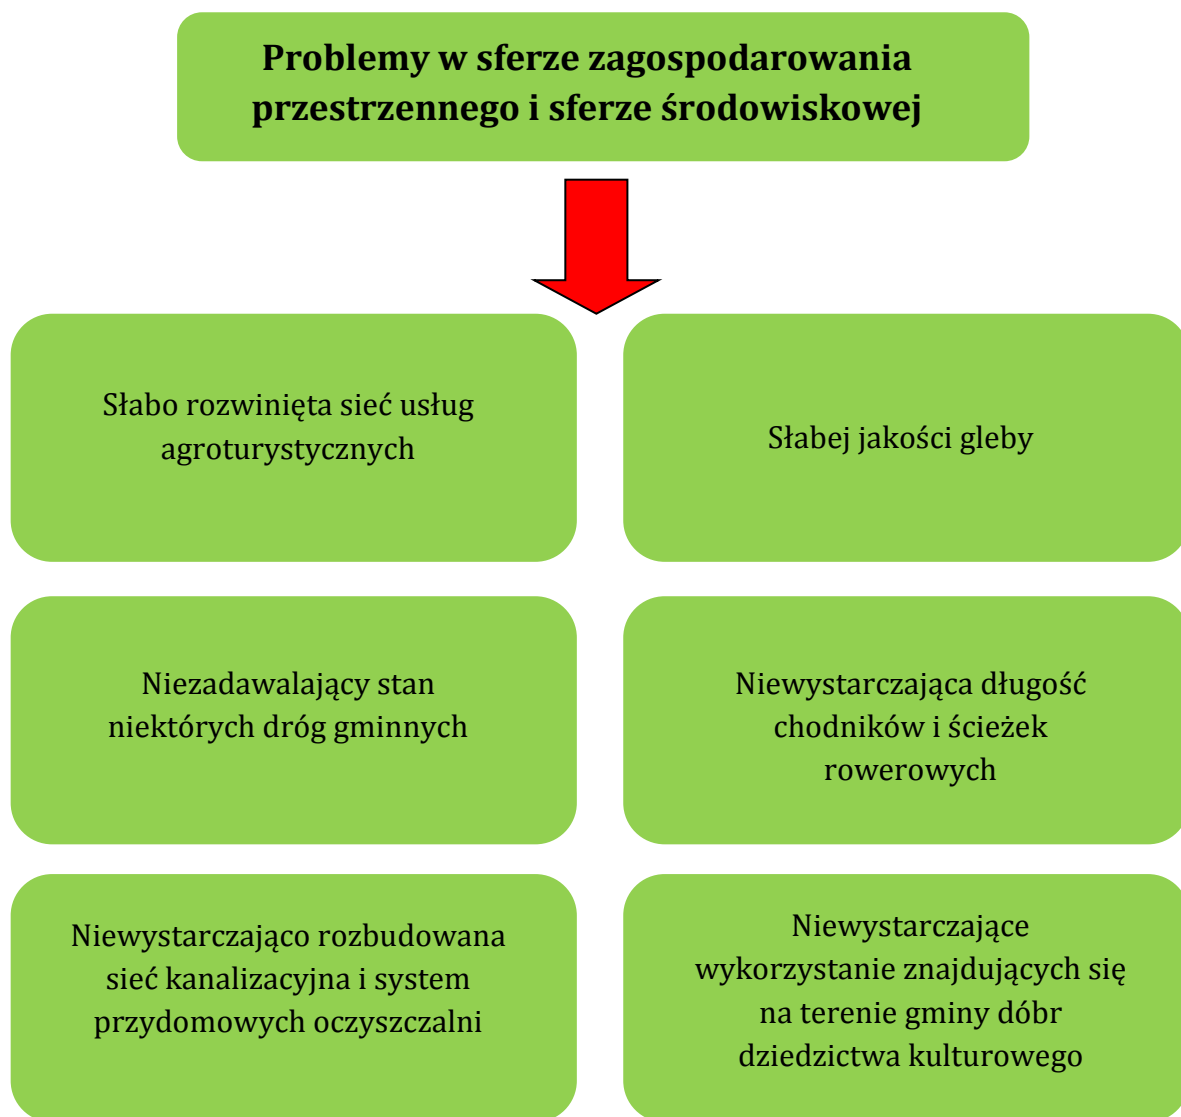 Problemy w sferze zagospodarowania
przestrzennego i sferze środowiskowej
Słabo rozwinięta sieć usług
agroturystycznych
Słabej jakości gleby
Niezadawalający stan
niektórych dróg gminnych
Niewystarczająca długość
chodników i ścieżek
rowerowych
Niewystarczająco rozbudowana
sieć kanalizacyjna i system
przydomowych oczyszczalni
Niewystarczające
wykorzystanie znajdujących się
na terenie gminy dóbr
dziedzictwa kulturowego